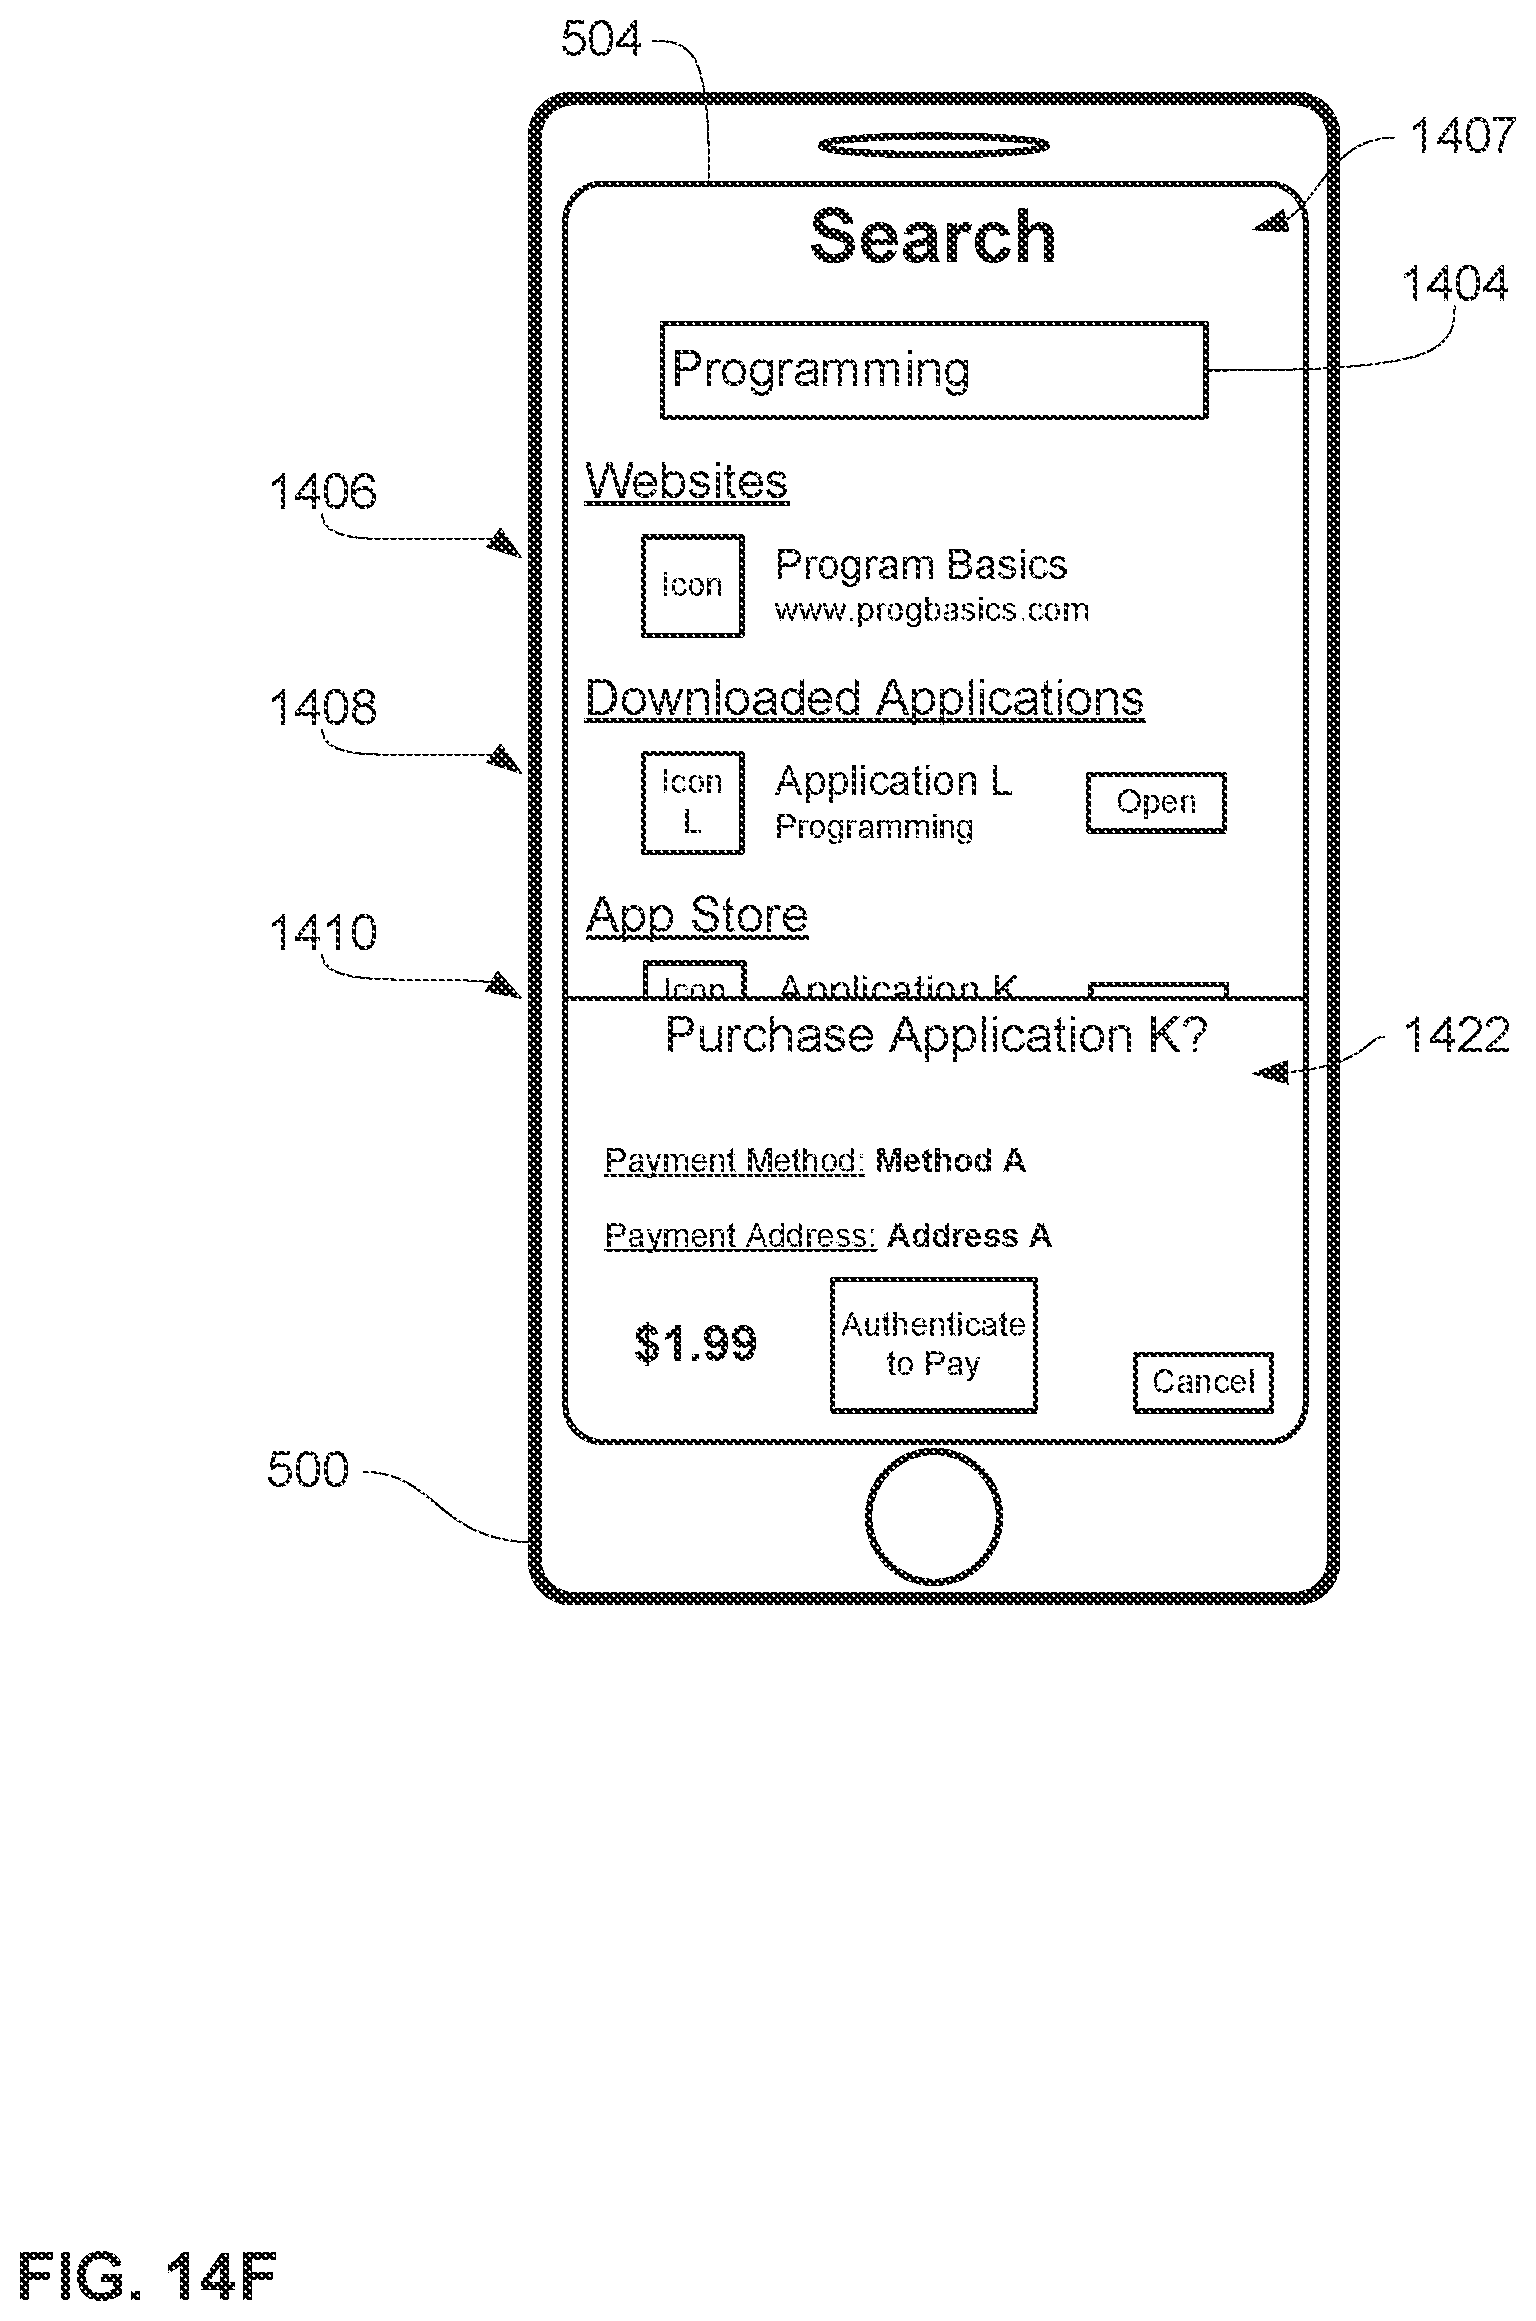 504
1407
Search
1404
Programming
Websites
1406
Icon
Program Basics
www.progbasics.com
Downloaded Applications
1408
Icon
L
Application L
Programming
Open
App Store
1410
Icon
Application K
Purchase Application K?
1422
Payment Method: Method A
Payment Address: Address A
$1.99
Authenticate
to Pay
Cancel
500
FIG. 14F